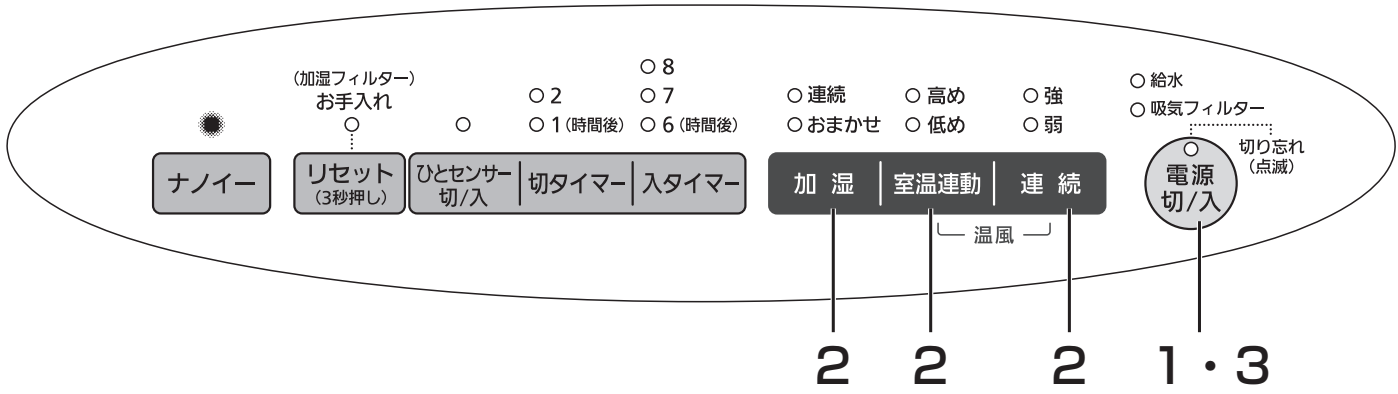 (加湿フィルター)
お手入れ
2
1(時間後)
8
7
6(時間後)
連続
おまかせ
高め
低め
強
弱
給水
吸気フィルター
切り忘れ
(点滅)
ナノイー
リセット
(3秒押し)
ひとセンサー
切/入
切タイマー
入タイマー
加湿
室温連動
連続
温風
電源
切/入
2
2
2
1・3